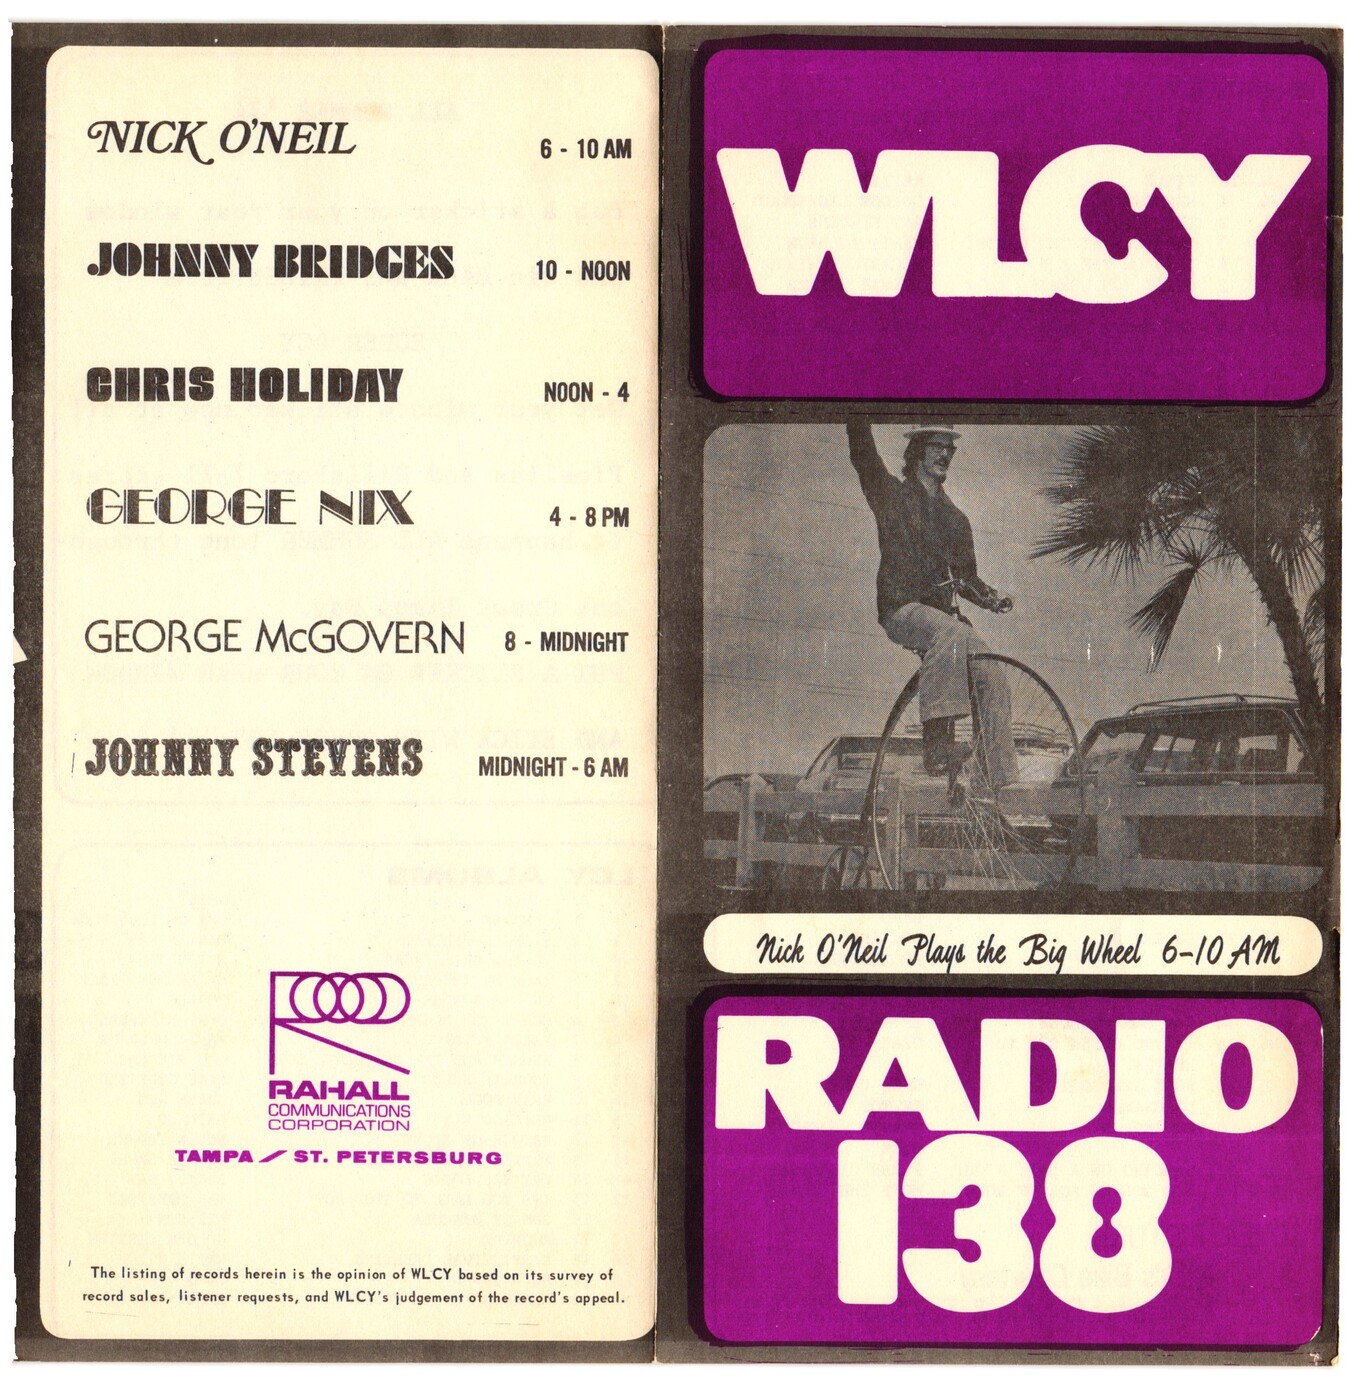 NICK O'NEIL 6 - 10 AM
JOHNNY BRIDGES 10 - NOON
CHRIS HOLIDAY NOON - 4
GEORGE NIX 4 - 8 PM
GEORGE McGOVERN 8 - MIDNIGHT
JOHNNY STEVENS MIDNIGHT - 6 AM
RAHALL
COMMUNICATIONS
CORPORATION
TAMPA / ST. PETERSBURG
The listing of records herein is the opinion of WLCY based on its survey of
record sales, listener requests, and WLCY's judgement of the record's appeal.
WLCY
Nick O'Neil Plays the Big Wheel 6-10 AM
RADIO
138